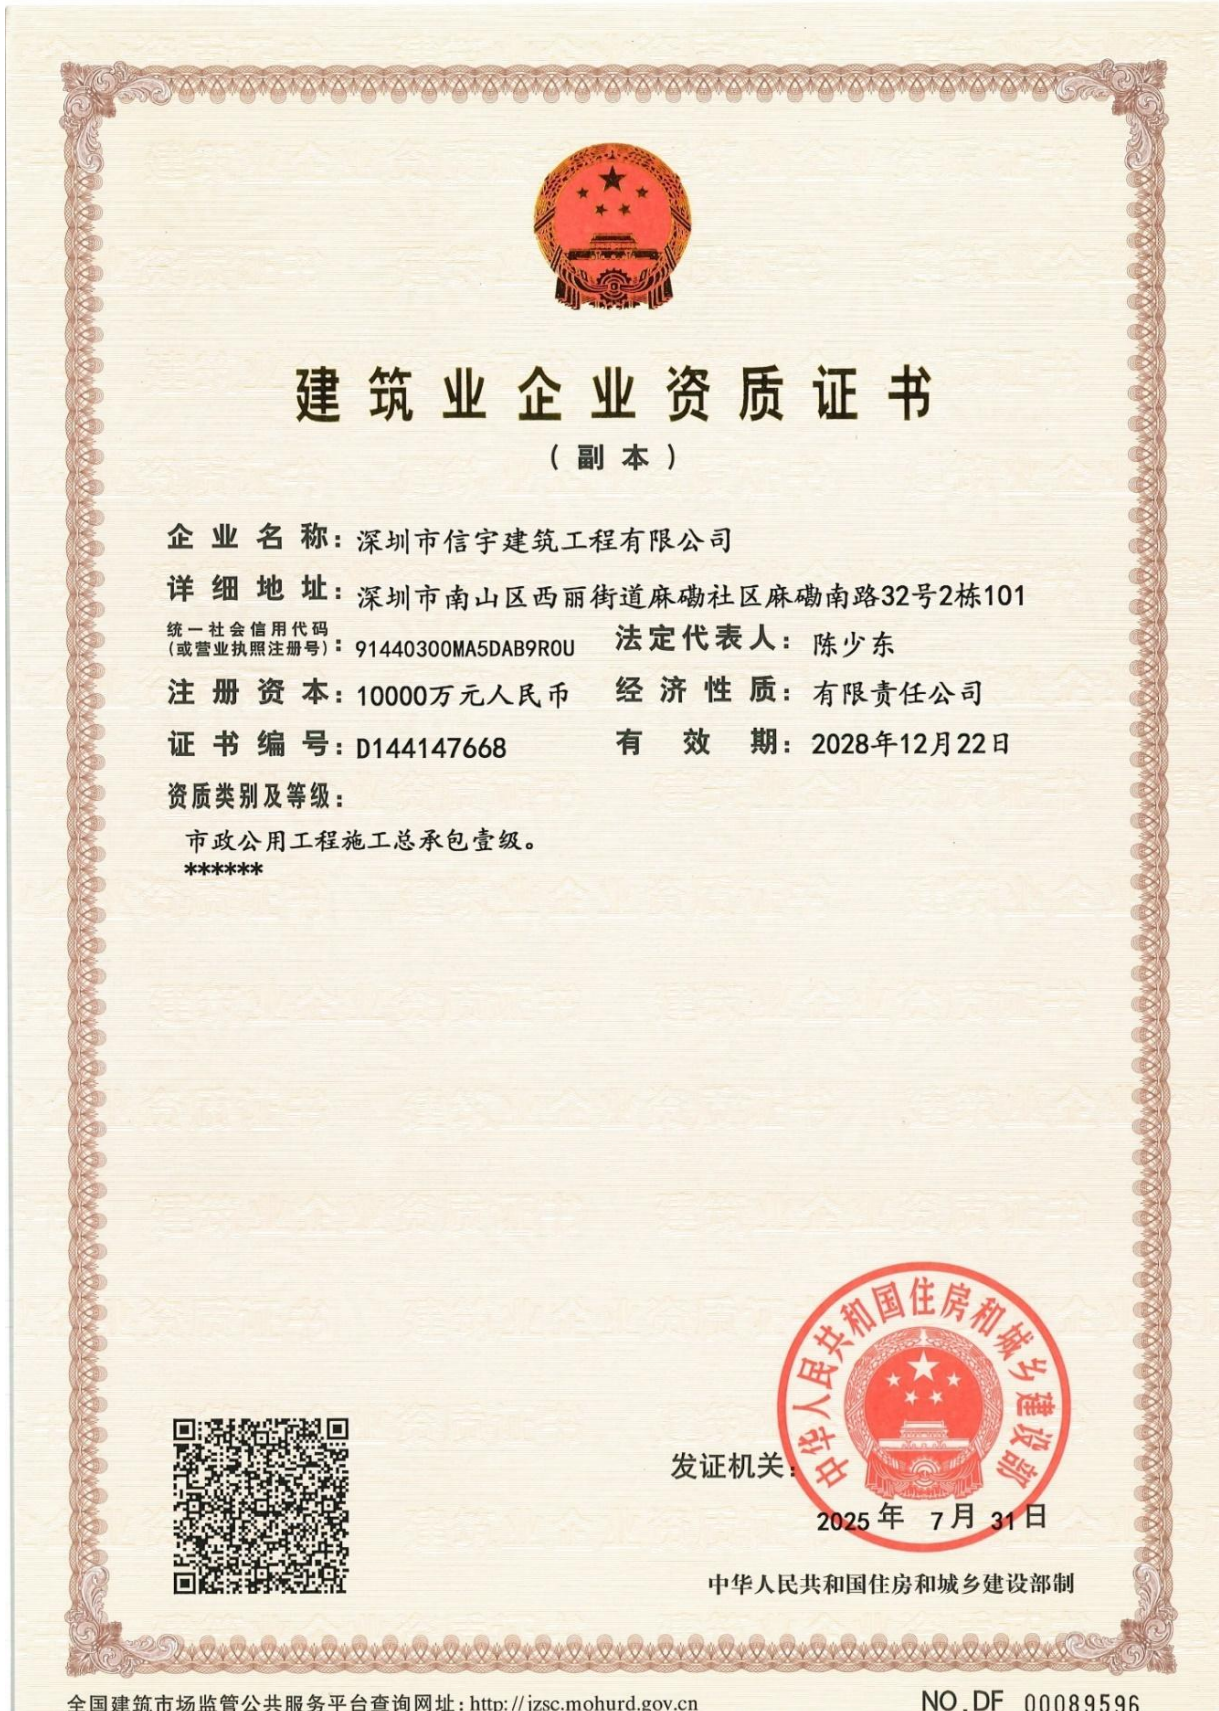 建筑业企业资质证书
（副本）
企业名称：深圳市信宇建筑工程有限公司
详细地址：深圳市南山区西丽街道麻磡社区麻磡南路32号2栋101
统一社会信用代码
(或营业执照注册号)：91440300MA5DAB9R0U 法定代表人：陈少东
注册资本：10000万元人民币 经济性质：有限责任公司
证书编号：D144147668 有效期：2028年12月22日
资质类别及等级：
市政公用工程施工总承包壹级。
******
中华人民共和国住房和城乡建设部
发证机关：
2025年 7月 31日
中华人民共和国住房和城乡建设部制
全国建筑市场监管公共服务平台查询网址：http://jzsc.mohurd.gov.cn NO.DF 00089596